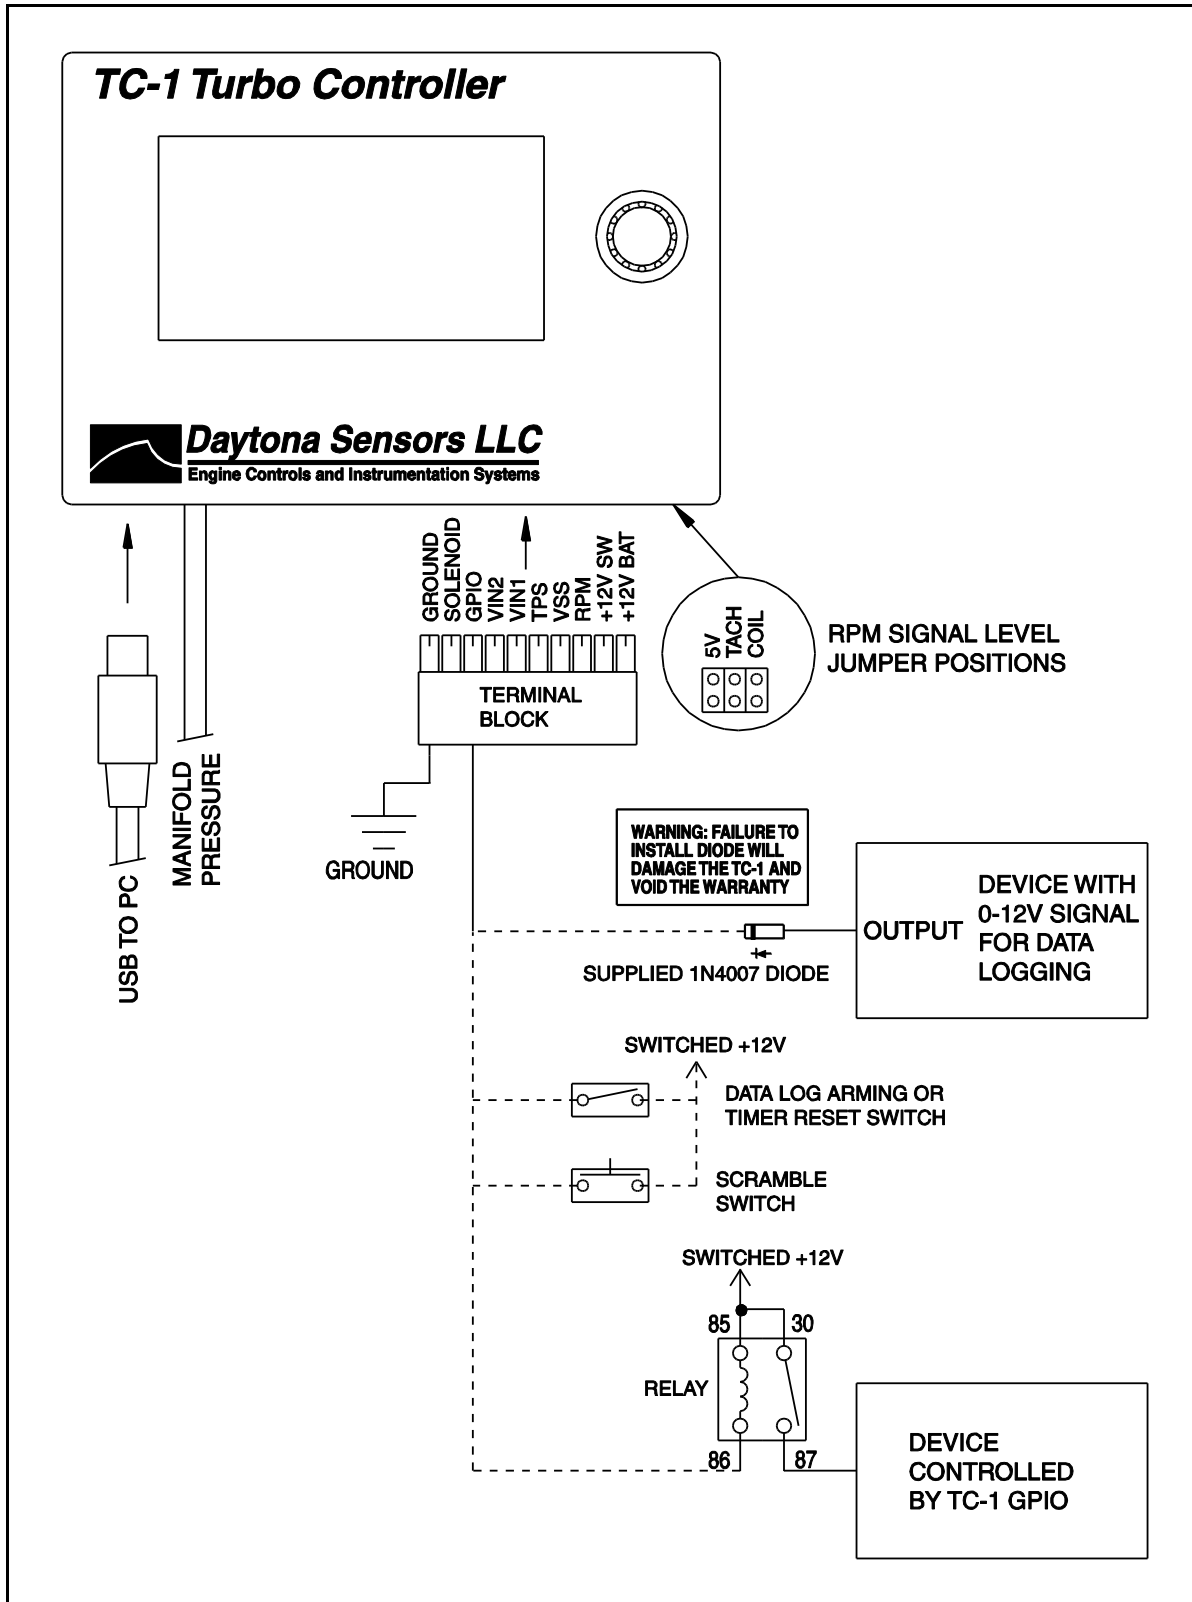 TC-1 Turbo Controller
Daytona Sensors LLC
Engine Controls and Instrumentation Systems
GROUND
SOLENOID
GPIO
VIN2
VIN1
TPS
VSS
RPM
+12V SW
+12V BAT
5V
TACH
COIL
RPM SIGNAL LEVEL
JUMPER POSITIONS
TERMINAL
BLOCK
MANIFOLD
PRESSURE
USB TO PC
GROUND
WARNING: FAILURE TO
INSTALL DIODE WILL
DAMAGE THE TC-1 AND
VOID THE WARRANTY
OUTPUT
DEVICE WITH
0-12V SIGNAL
FOR DATA
LOGGING
SUPPLIED 1N4007 DIODE
SWITCHED +12V
DATA LOG ARMING OR
TIMER RESET SWITCH
SCRAMBLE
SWITCH
SWITCHED +12V
85
30
RELAY
86
87
DEVICE
CONTROLLED
BY TC-1 GPIO